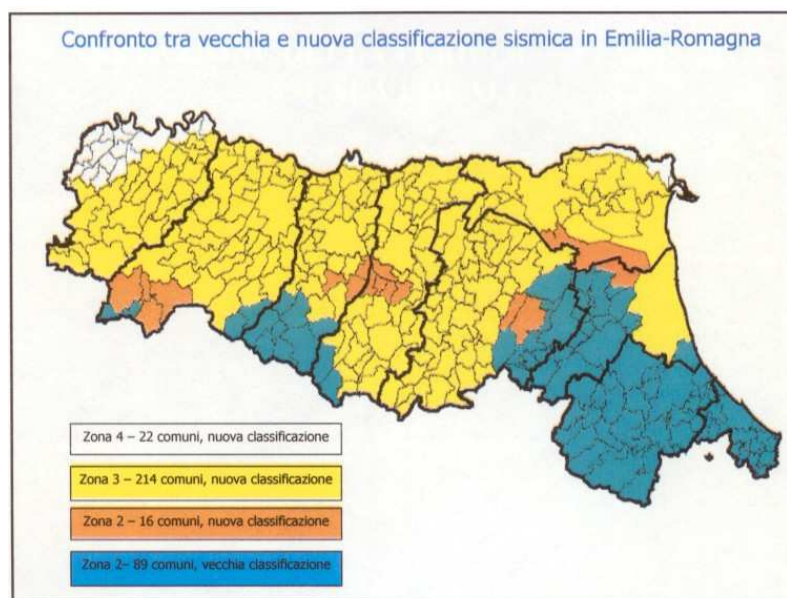 Confronto tra vecchia e nuova classificazione sismica in Emilia-Romagna
Zona 4 – 22 comuni, nuova classificazione
Zona 3 – 214 comuni, nuova classificazione
Zona 2 – 16 comuni, nuova classificazione
Zona 2– 89 comuni, vecchia classificazione